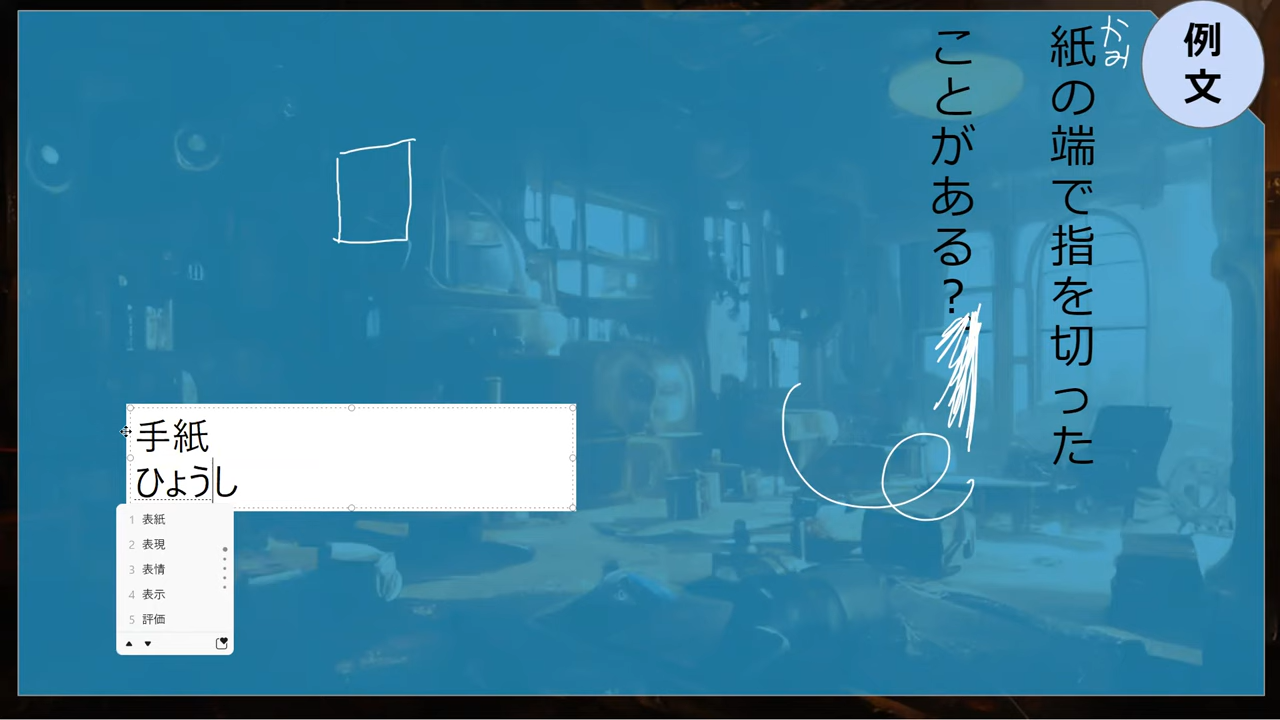 例文
かみ
紙の端で指を切った
ことがある?
手紙
ひょうし
1 表紙
2 表現
3 表情
4 表示
5 評価